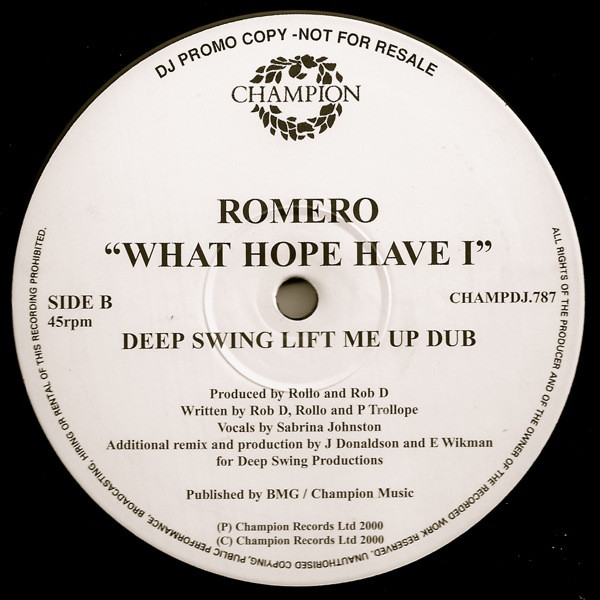 DJ PROMO COPY -NOT FOR RESALE
CHAMPION
ROMERO
“WHAT HOPE HAVE I”
SIDE B
45rpm
CHAMPDJ.787
DEEP SWING LIFT ME UP DUB
Produced by Rollo and Rob D
Written by Rob D, Rollo and P Trollope
Vocals by Sabrina Johnston
Additional remix and production by J Donaldson and E Wikman
for Deep Swing Productions
Published by BMG / Champion Music
(P) Champion Records Ltd 2000
(C) Champion Records Ltd 2000
ALL RIGHTS OF THE PRODUCER AND OF THE OWNER OF THE RECORDED WORK RESERVED. UNAUTHORISED COPYING, PUBLIC PERFORMANCE, BROADCASTING, HIRING OR RENTAL OF THIS RECORDING PROHIBITED.